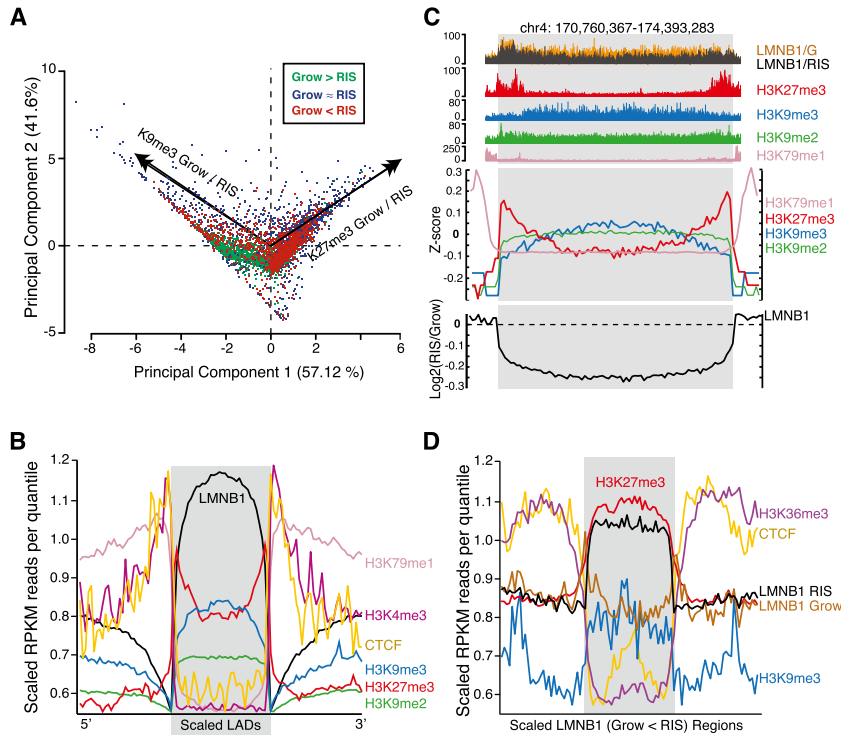 A
Grow > RIS
Grow ≈ RIS
Grow < RIS
K9me3 Grow / RIS
K27me3 Grow / RIS
Principal Component 2 (41.6%)
10
5
0
-5
-8
-6
-4
-2
0
2
4
6
Principal Component 1 (57.12 %)
C
chr4: 170,760,367-174,393,283
100
0
LMNB1/G
LMNB1/RIS
100
0
H3K27me3
80
0
H3K9me3
80
0
H3K9me2
250
0
H3K79me1
Z-score
0.3
0.2
0.1
0
-0.1
-0.2
H3K79me1
H3K27me3
H3K9me3
H3K9me2
Log2(RIS/Grow)
0
-0.1
-0.2
-0.3
LMNB1
B
Scaled RPKM reads per quantile
1.2
1.1
1.0
0.9
0.8
0.7
0.6
LMNB1
H3K79me1
H3K4me3
CTCF
H3K9me3
H3K27me3
H3K9me2
5'
Scaled LADs
3'
D
Scaled RPKM reads per quantile
1.2
1.1
1.0
0.9
0.8
0.7
0.6
H3K27me3
H3K36me3
CTCF
LMNB1 RIS
LMNB1 Grow
H3K9me3
Scaled LMNB1 (Grow < RIS) Regions